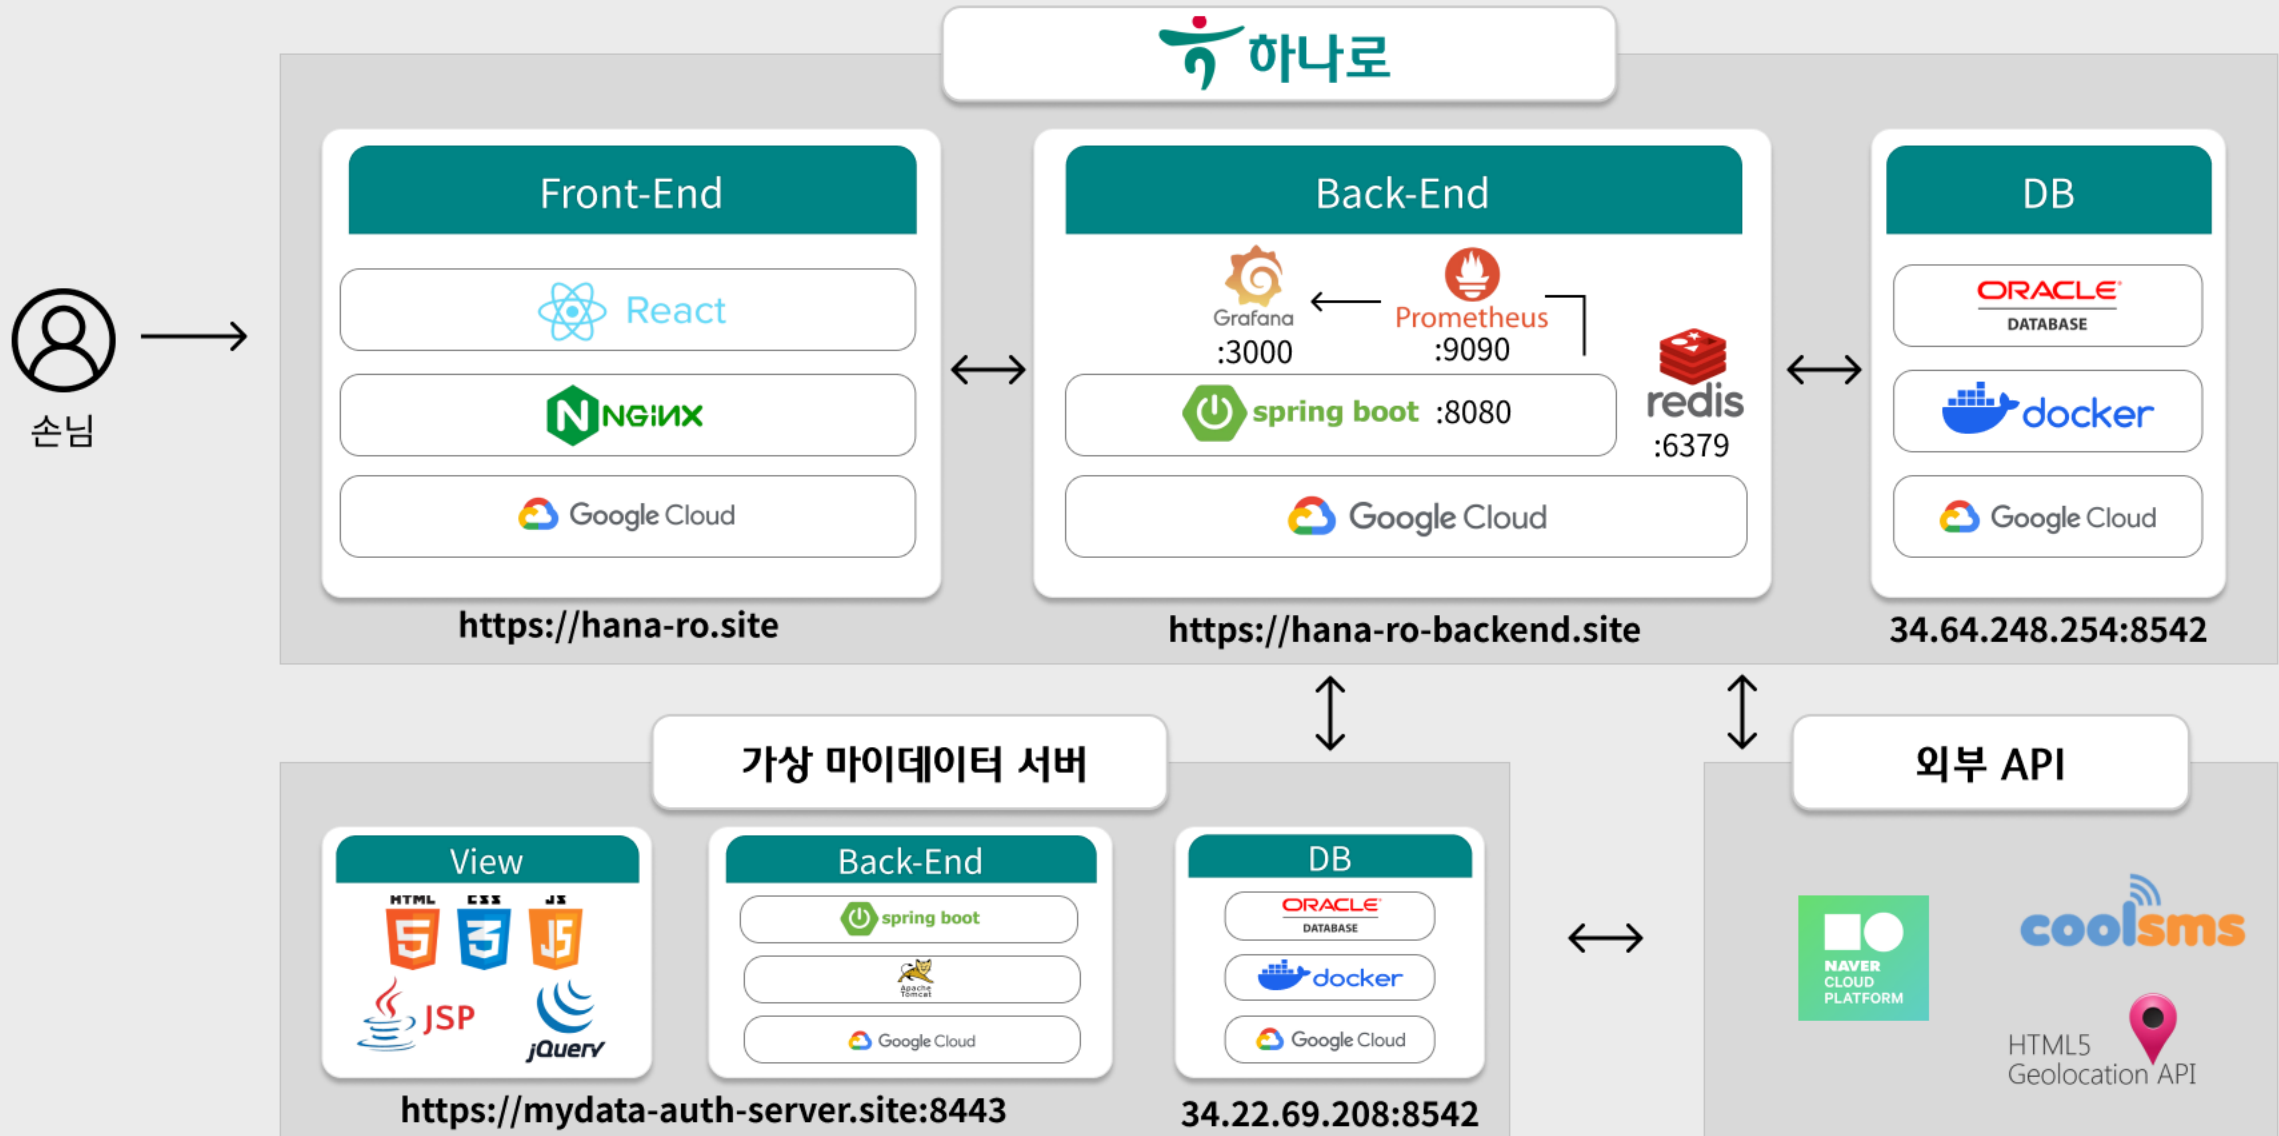 하나로
Front-End
React
NGINX
Google Cloud
https://hana-ro.site
손님
Back-End
Grafana
:3000
Prometheus
:9090
spring boot :8080
redis
:6379
Google Cloud
https://hana-ro-backend.site
DB
ORACLE
DATABASE
docker
Google Cloud
34.64.248.254:8542
가상 마이데이터 서버
View
HTML CSS JS
5 3 JS
JSP
jQuery
Back-End
spring boot
Apache
Tomcat
Google Cloud
https://mydata-auth-server.site:8443
DB
ORACLE
DATABASE
docker
Google Cloud
34.22.69.208:8542
외부 API
NAVER
CLOUD
PLATFORM
coolsms
HTML5
Geolocation API